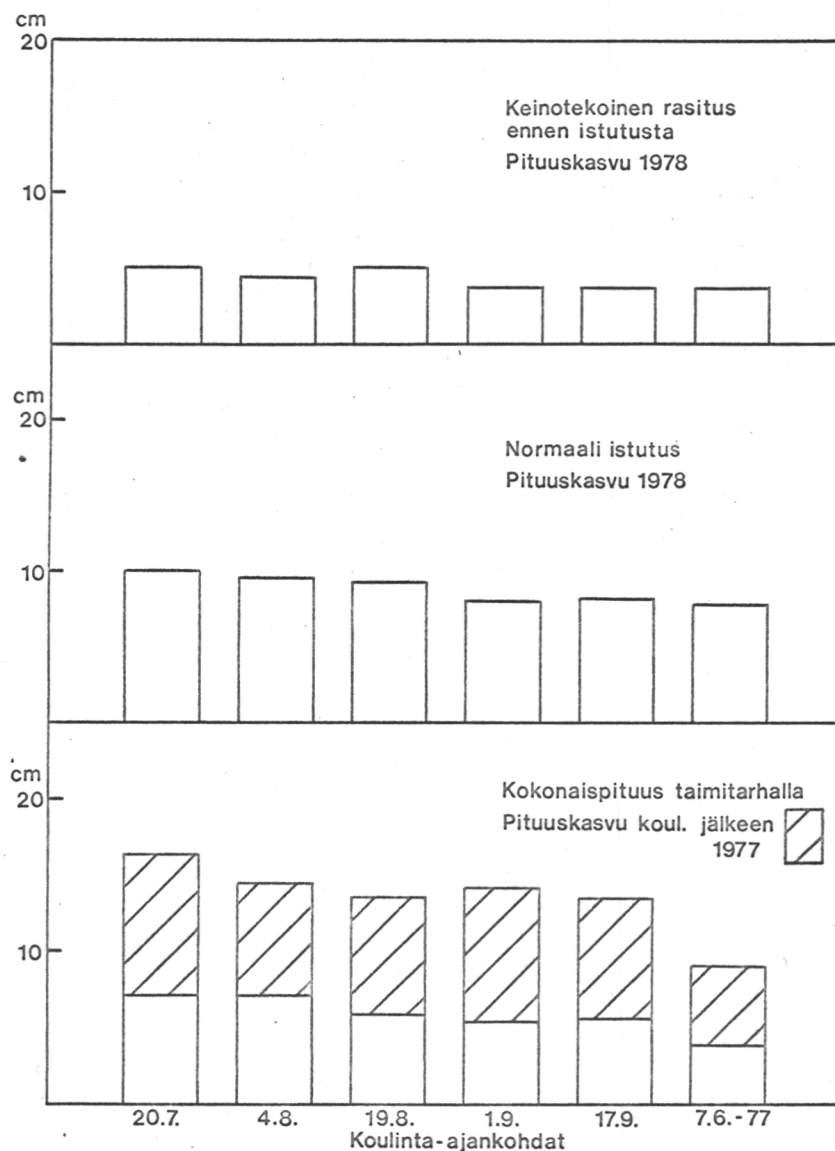 cm
20
Keinotekoinen rasitus
ennen istutusta
Pituuskasvu 1978
10
cm
20
Normaali istutus
Pituuskasvu 1978
10
cm
20
Kokonaispituus taimitarhalla
Pituuskasvu koul. jälkeen
1977
10
20.7. 4.8. 19.8. 1.9. 17.9. 7.6.-77
Koulinta-ajankohdat